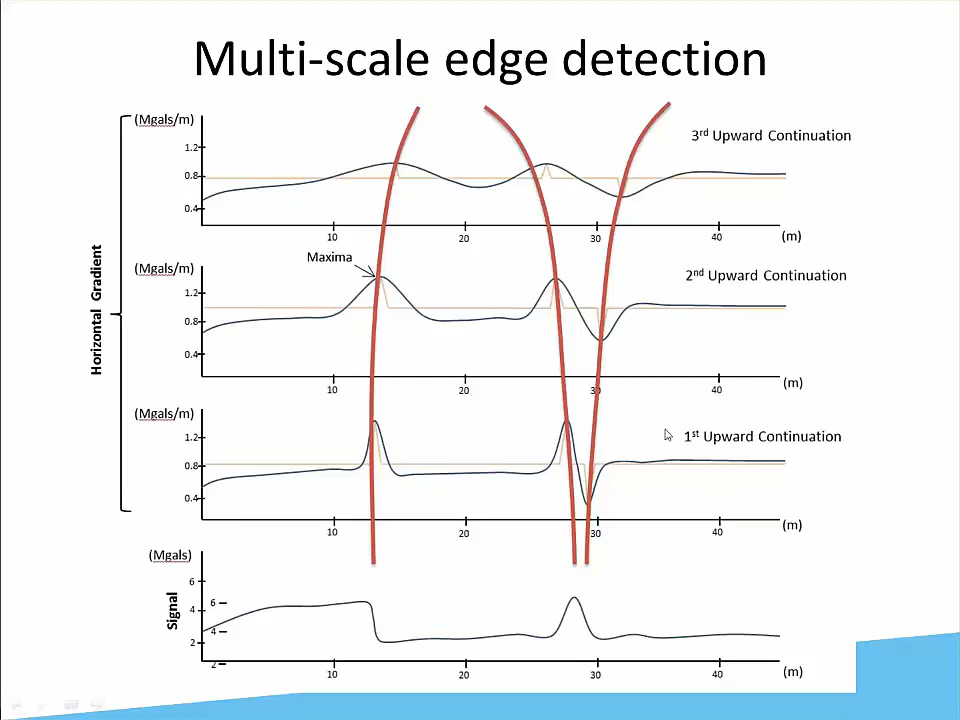 Multi-scale edge detection
Horizontal Gradient
(Mgals/m)
3rd Upward Continuation
1.2
0.8
0.4
10
20
30
40
(m)
Maxima
(Mgals/m)
2nd Upward Continuation
1.2
0.8
0.4
10
20
30
40
(m)
(Mgals/m)
1st Upward Continuation
1.2
0.8
0.4
10
20
30
40
(m)
(Mgals)
Signal
6
6
4
4
2
2
10
20
30
40
(m)